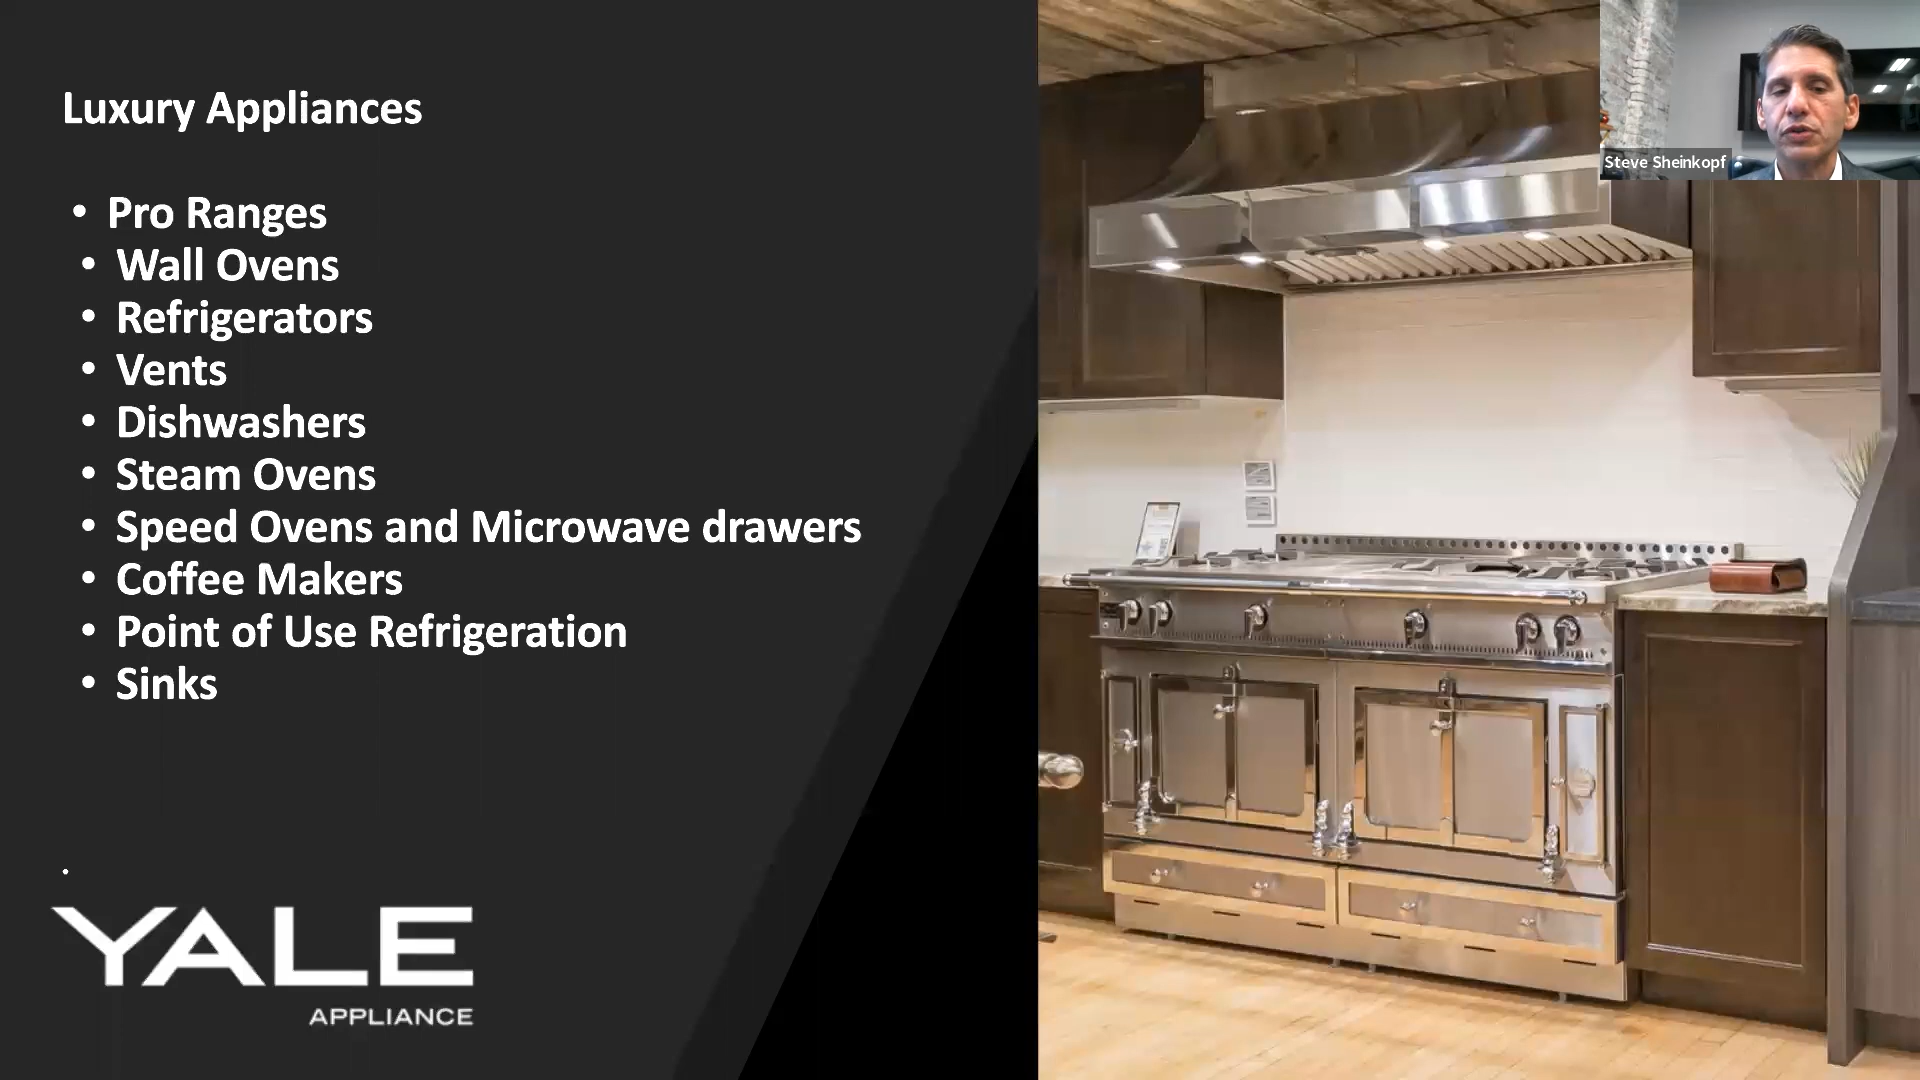 Luxury Appliances
• Pro Ranges
• Wall Ovens
• Refrigerators
• Vents
• Dishwashers
• Steam Ovens
• Speed Ovens and Microwave drawers
• Coffee Makers
• Point of Use Refrigeration
• Sinks
.
YALE
APPLIANCE
Steve Sheinkopf